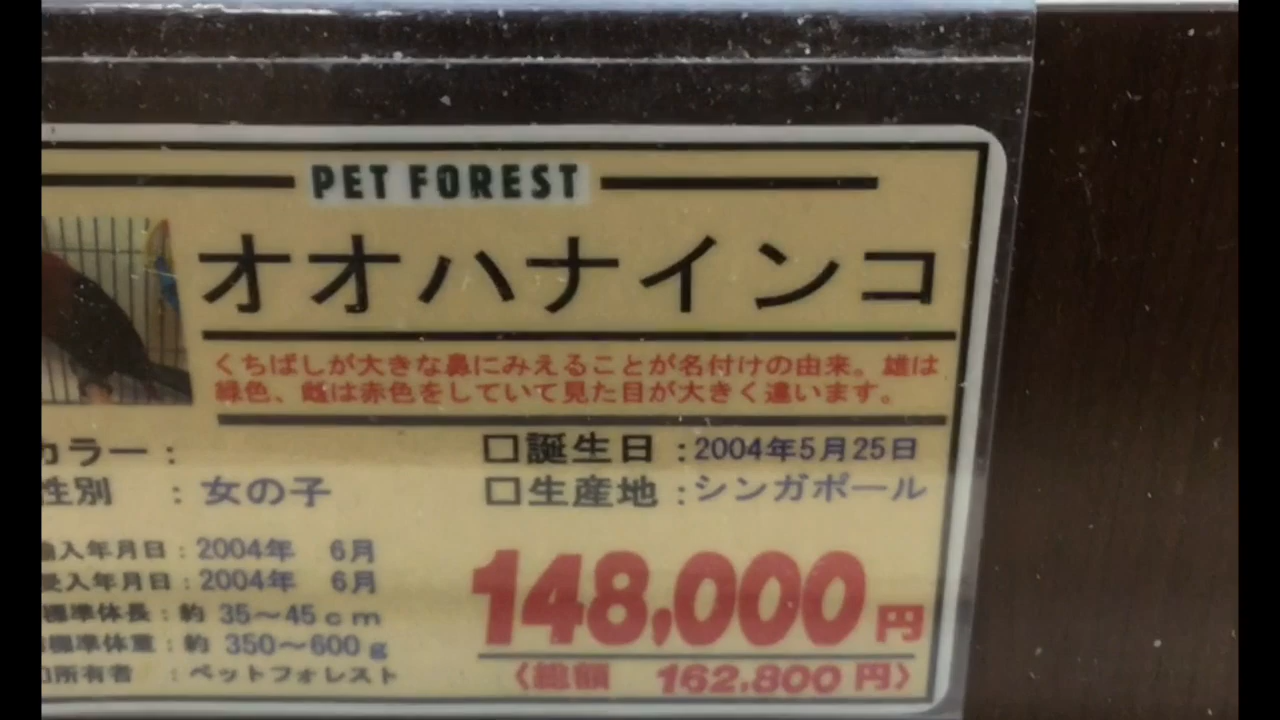 PET FOREST
オオハナインコ
くちばしが大きな鼻にみえることが名付けの由来。雄は
緑色、雌は赤色をしていて見た目が大きく違います。
カラー：
□誕生日：2004年5月25日
性別 ：女の子
□生産地：シンガポール
輸入年月日：2004年 6月
受入年月日：2004年 6月
標準体長：約 35～45cm
標準体重：約 350～600g
所有者 ：ペットフォレスト
148,000円
〈総額 162,800円〉